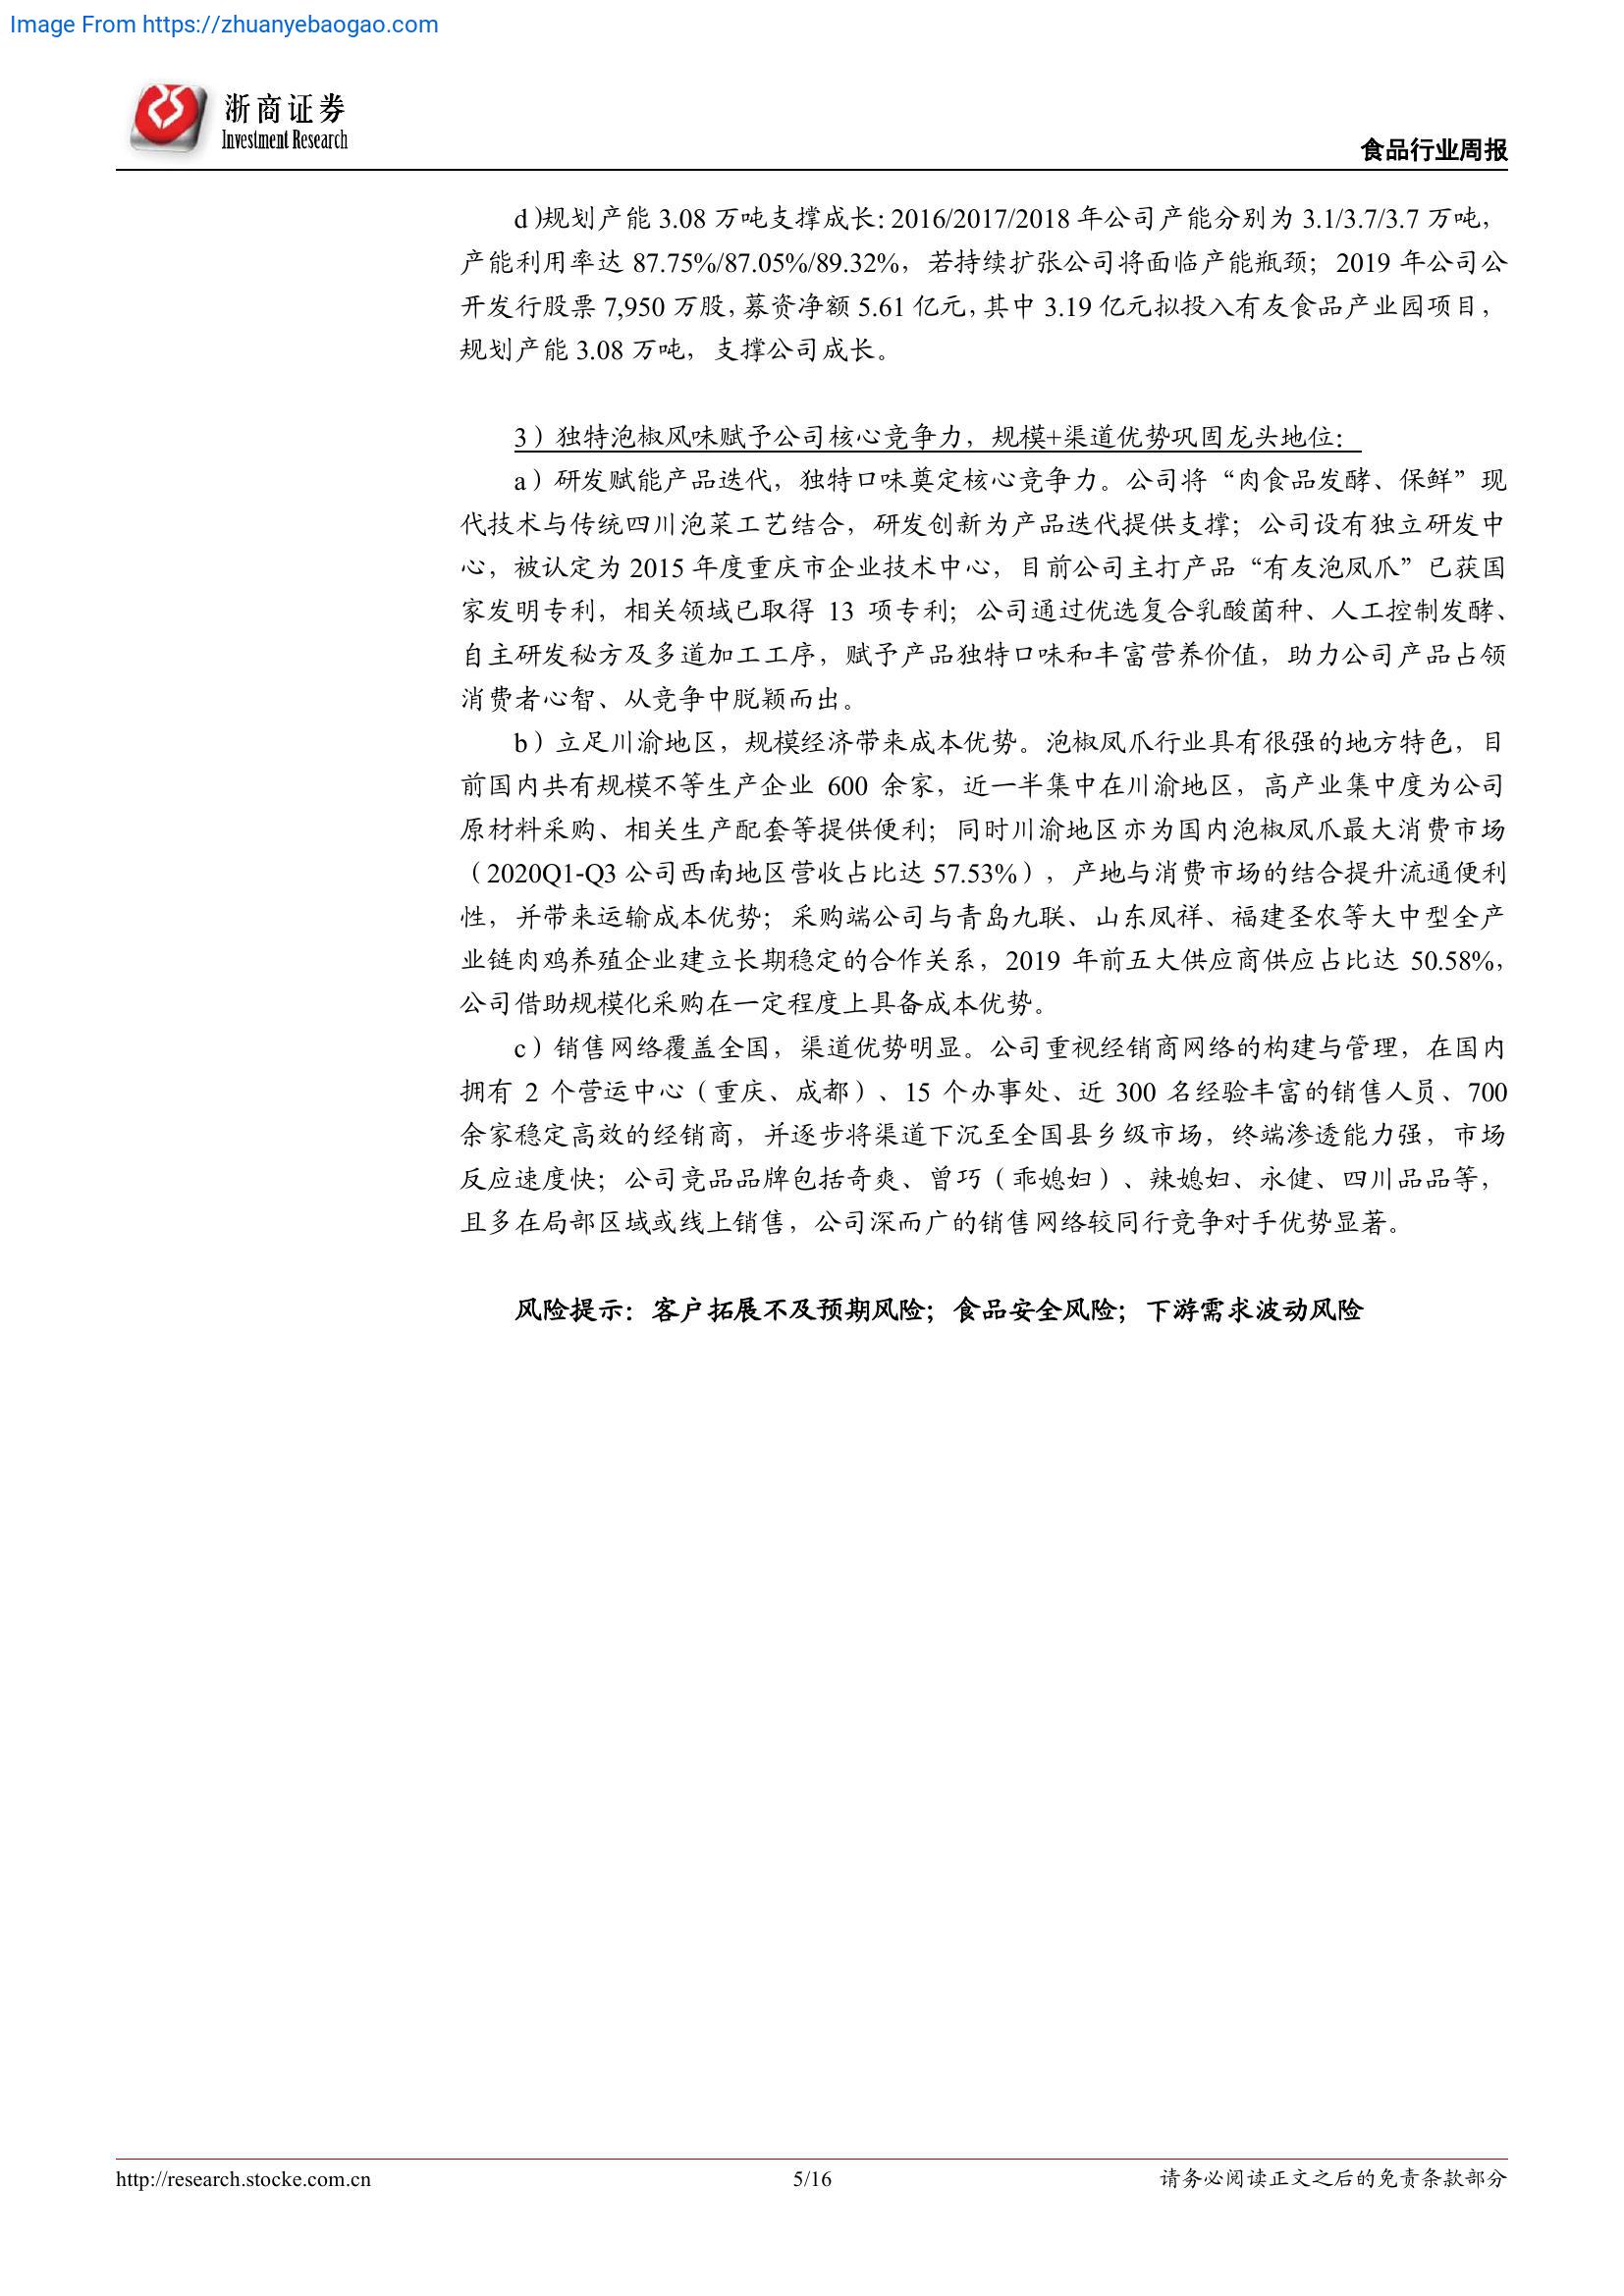 Image From https://zhuanyebaogao.com
浙商证券
Investment Research
食品行业周报
d）规划产能 3.08 万吨支撑成长：2016/2017/2018 年公司产能分别为 3.1/3.7/3.7 万吨，
产能利用率达 87.75%/87.05%/89.32%，若持续扩张公司将面临产能瓶颈；2019 年公司公
开发行股票 7,950 万股，募资净额 5.61 亿元，其中 3.19 亿元拟投入有友食品产业园项目，
规划产能 3.08 万吨，支撑公司成长。
3）独特泡椒风味赋予公司核心竞争力，规模+渠道优势巩固龙头地位：
a）研发赋能产品迭代，独特口味奠定核心竞争力。公司将“肉食品发酵、保鲜”现
代技术与传统四川泡菜工艺结合，研发创新为产品迭代提供支撑；公司设有独立研发中
心，被认定为 2015 年度重庆市企业技术中心，目前公司主打产品“有友泡凤爪”已获国
家发明专利，相关领域已取得 13 项专利；公司通过优选复合乳酸菌种、人工控制发酵、
自主研发秘方及多道加工工序，赋予产品独特口味和丰富营养价值，助力公司产品占领
消费者心智、从竞争中脱颖而出。
b）立足川渝地区，规模经济带来成本优势。泡椒凤爪行业具有很强的地方特色，目
前国内共有规模不等生产企业 600 余家，近一半集中在川渝地区，高产业集中度为公司
原材料采购、相关生产配套等提供便利；同时川渝地区亦为国内泡椒凤爪最大消费市场
（2020Q1-Q3 公司西南地区营收占比达 57.53%），产地与消费市场的结合提升流通便利
性，并带来运输成本优势；采购端公司与青岛九联、山东凤祥、福建圣农等大中型全产
业链肉鸡养殖企业建立长期稳定的合作关系，2019 年前五大供应商供应占比达 50.58%，
公司借助规模化采购在一定程度上具备成本优势。
c）销售网络覆盖全国，渠道优势明显。公司重视经销商网络的构建与管理，在国内
拥有 2 个营运中心（重庆、成都）、15 个办事处、近 300 名经验丰富的销售人员、700
余家稳定高效的经销商，并逐步将渠道下沉至全国县乡级市场，终端渗透能力强，市场
反应速度快；公司竞品品牌包括奇爽、曾巧（乖媳妇）、辣媳妇、永健、四川品品等，
且多在局部区域或线上销售，公司深而广的销售网络较同行竞争对手优势显著。
风险提示：客户拓展不及预期风险；食品安全风险；下游需求波动风险
http://research.stocke.com.cn
5/16
请务必阅读正文之后的免责条款部分